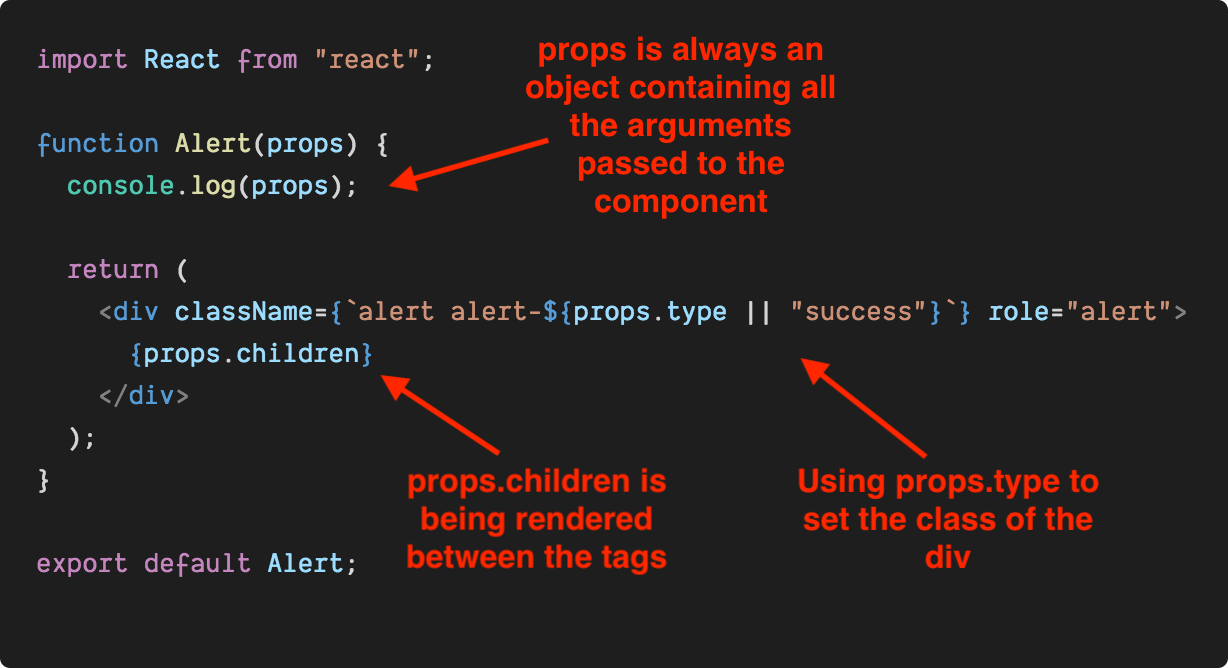 import React from "react";
props is always an
object containing all
the arguments
passed to the
component
function Alert(props) {
console.log(props);
return (
<div className={`alert alert-${props.type || "success"}`} role="alert">
{props.children}
</div>
);
}
props.children is
being rendered
between the tags
Using props.type to
set the class of the
div
export default Alert;